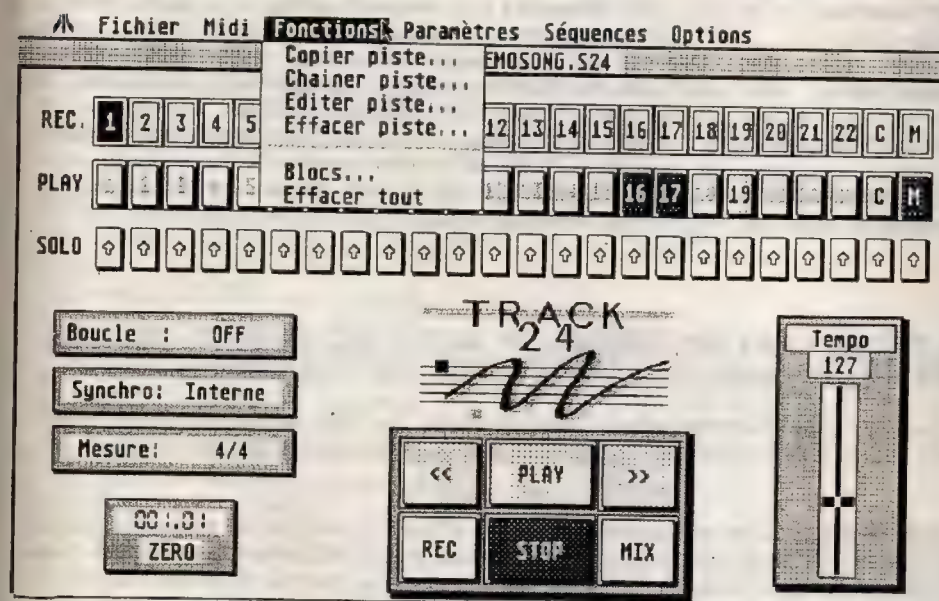 Fichier Midi Fonctions Paramètres Séquences Options
EMOSONG.S24
Copier piste...
Chainer piste...
Editer piste...
Effacer piste...
Blocs...
Effacer tout
REC. 1 2 3 4 5 12 13 14 15 16 17 18 19 20 21 22 C M
PLAY 16 17 19 C M
SOLO
Boucle : OFF
Synchro: Interne
Mesure: 4/4
001.01
ZERO
TRACK
24
<< PLAY >>
REC STOP MIX
Tempo
127